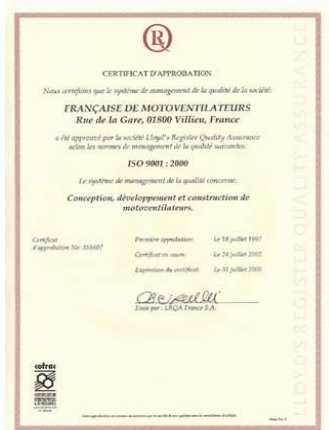 CERTIFICAT D'APPROBATION
Nous certifions que le système de management de la qualité de la société:
FRANÇAISE DE MOTOVENTILATEURS
Rue de la Gare, 01800 Villieu, France
a été approuvé par la société Lloyd's Register Quality Assurance
selon les normes de management de la qualité suivantes:
ISO 9001 : 2000
Le système de management de la qualité concerne:
Conception, développement et construction de
motoventilateurs.
Certificat
d'approbation No: 351607
Première approbation: Le 18 juillet 1997
Certificat en cours: Le 24 juillet 2002
Expiration du certificat: Le 31 juillet 2005
Emis par : LRQA France S.A.
cofrac
LLOYD'S REGISTER QUALITY ASSURANCE